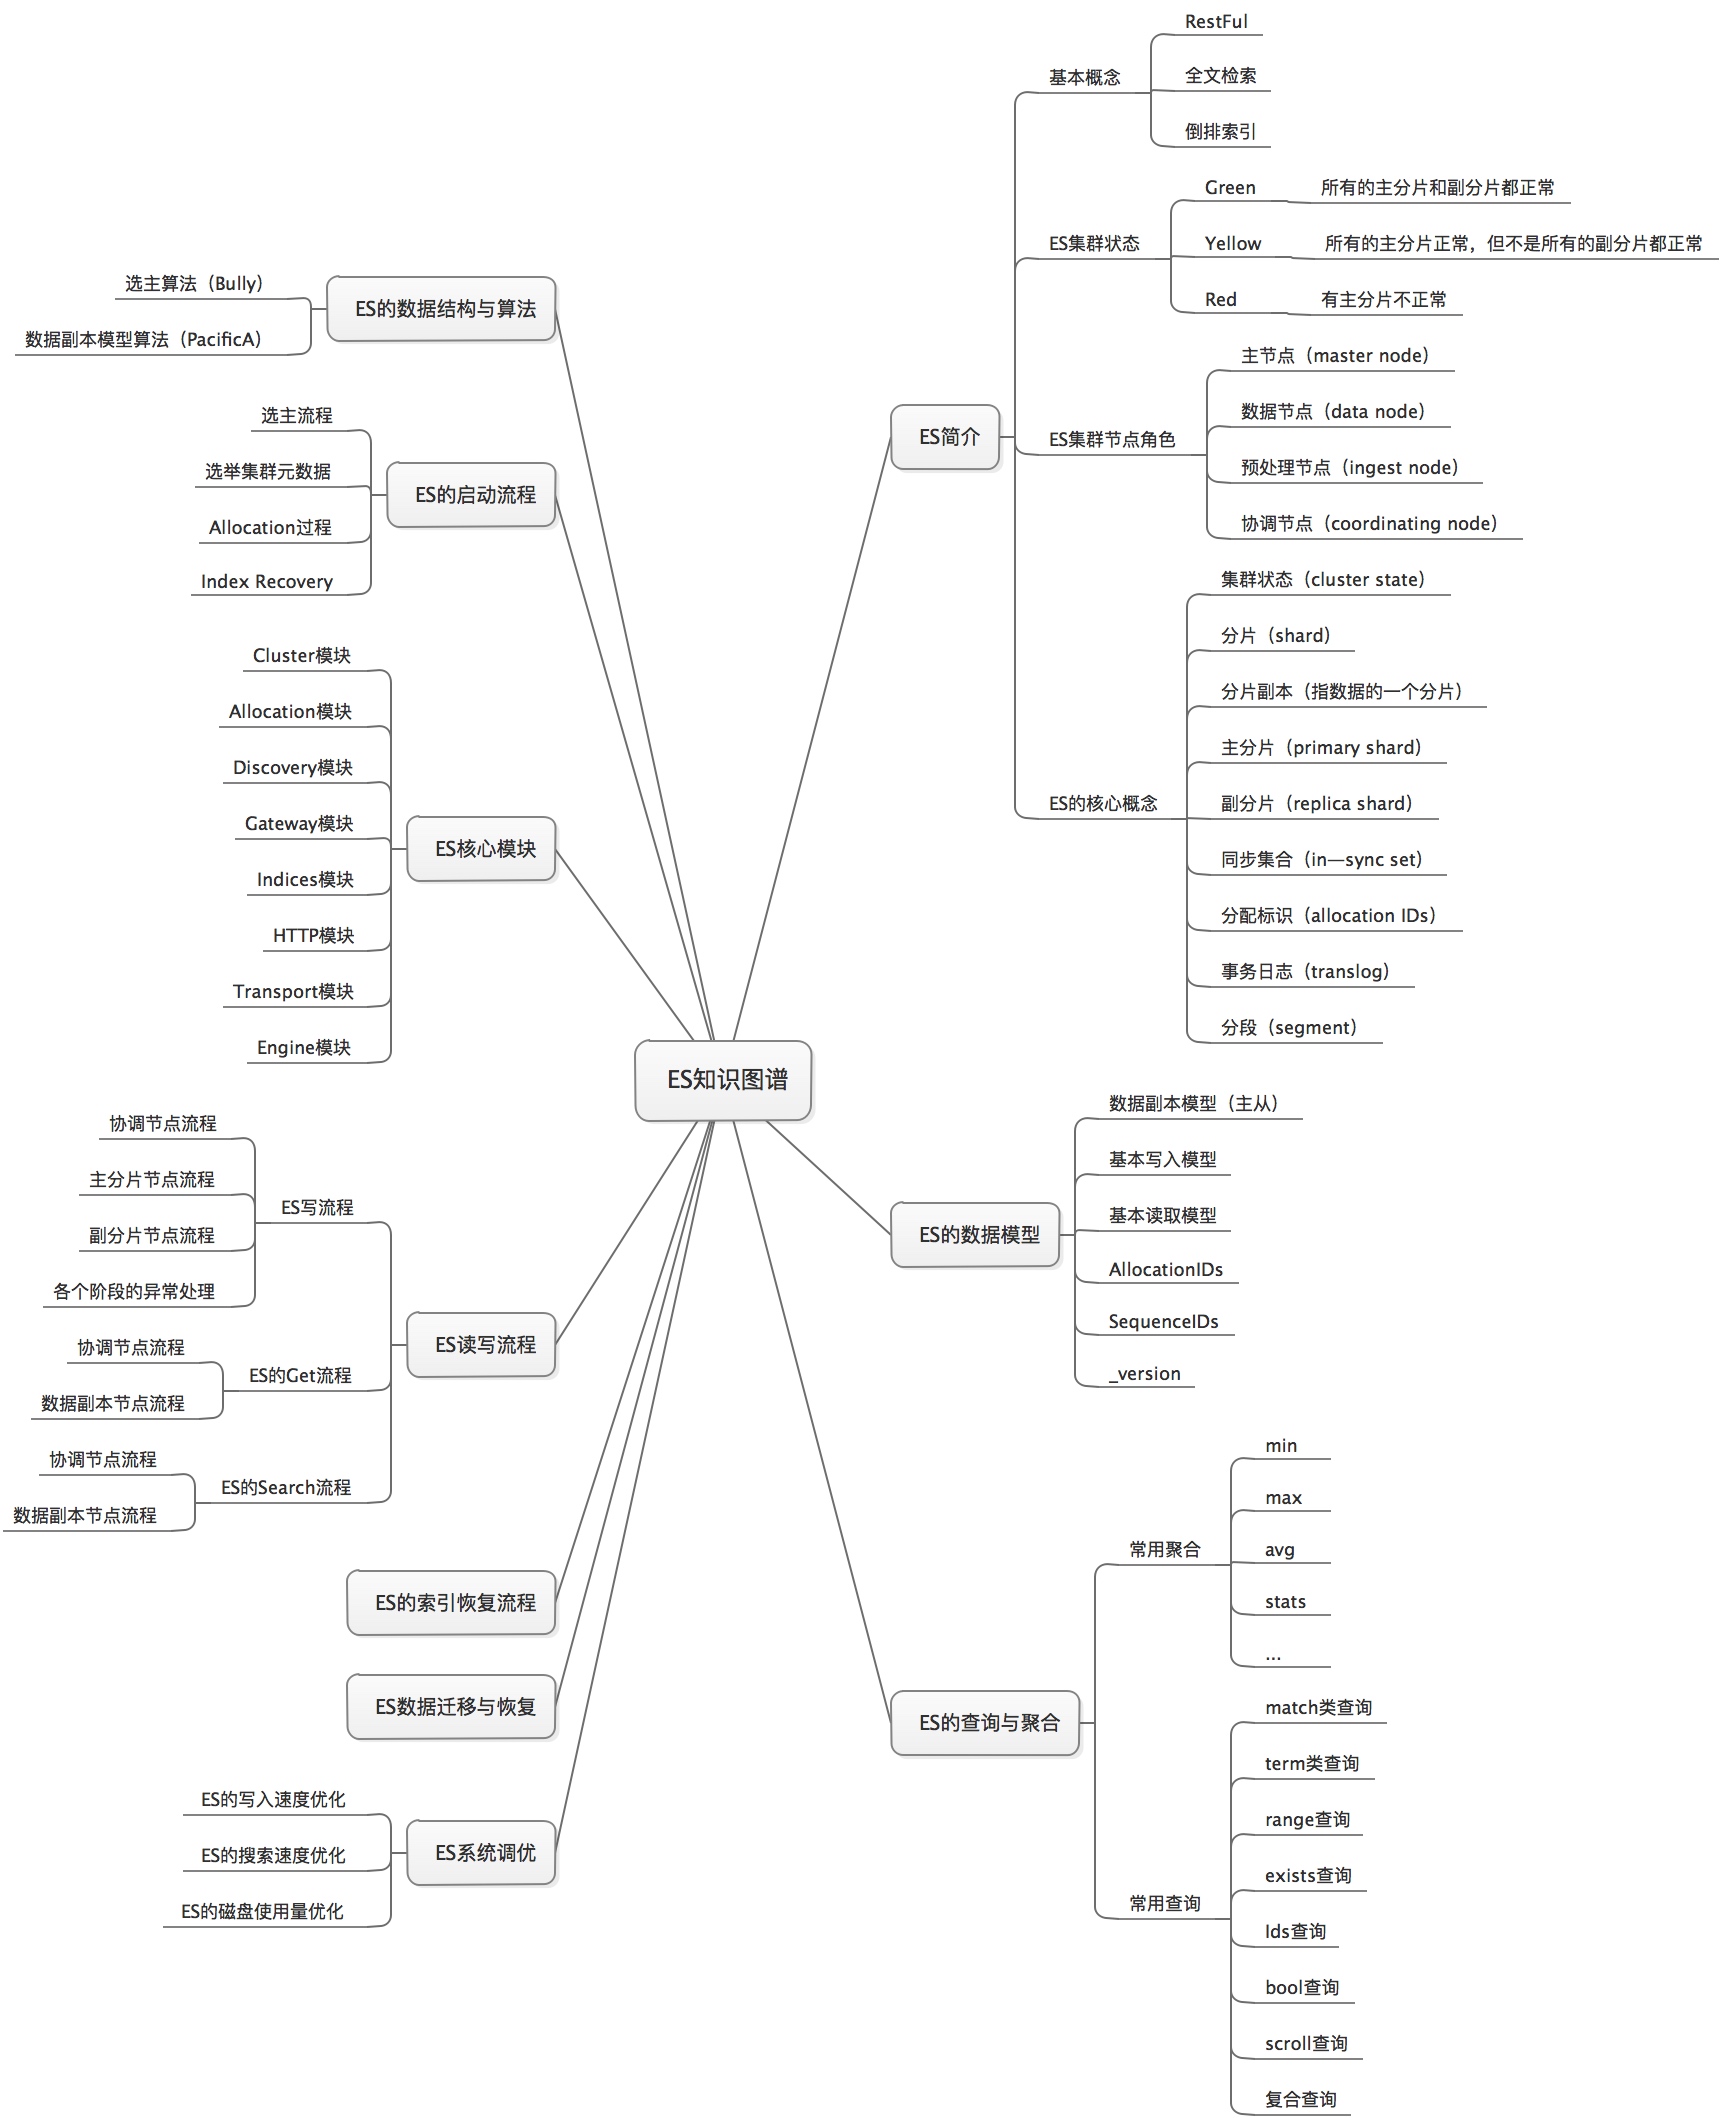 ES知识图谱
ES简介
基本概念
RestFul
全文检索
倒排索引
ES集群状态
Green
所有的主分片和副分片都正常
Yellow
所有的主分片正常，但不是所有的副分片都正常
Red
有主分片不正常
ES集群节点角色
主节点（master node）
数据节点（data node）
预处理节点（ingest node）
协调节点（coordinating node）
ES的核心概念
集群状态（cluster state）
分片（shard）
分片副本（指数据的一个分片）
主分片（primary shard）
副分片（replica shard）
同步集合（in—sync set）
分配标识（allocation IDs）
事务日志（translog）
分段（segment）
ES的数据模型
数据副本模型（主从）
基本写入模型
基本读取模型
AllocationIDs
SequenceIDs
_version
ES的查询与聚合
常用聚合
min
max
avg
stats
...
常用查询
match类查询
term类查询
range查询
exists查询
Ids查询
bool查询
scroll查询
复合查询
ES的数据结构与算法
选主算法（Bully）
数据副本模型算法（PacificA）
ES的启动流程
选主流程
选举集群元数据
Allocation过程
Index Recovery
ES核心模块
Cluster模块
Allocation模块
Discovery模块
Gateway模块
Indices模块
HTTP模块
Transport模块
Engine模块
ES读写流程
ES写流程
协调节点流程
主分片节点流程
副分片节点流程
各个阶段的异常处理
ES的Get流程
协调节点流程
数据副本节点流程
ES的Search流程
协调节点流程
数据副本节点流程
ES的索引恢复流程
ES数据迁移与恢复
ES系统调优
ES的写入速度优化
ES的搜索速度优化
ES的磁盘使用量优化